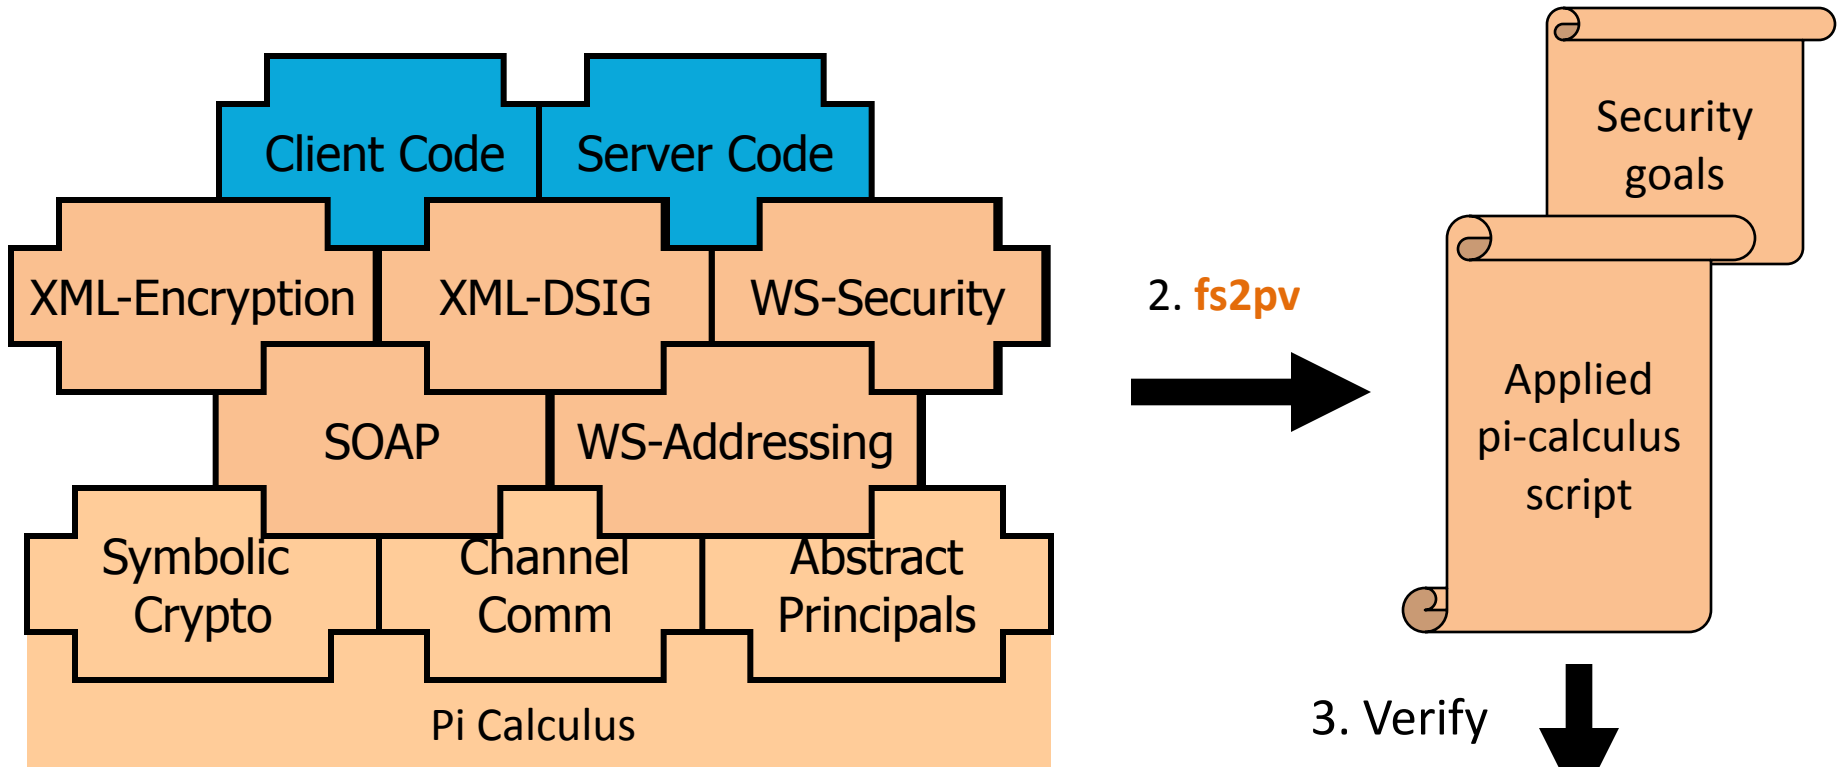 Client Code
Server Code
XML-Encryption
XML-DSIG
WS-Security
SOAP
WS-Addressing
Symbolic
Crypto
Channel
Comm
Abstract
Principals
Pi Calculus
2. fs2pv
Security
goals
Applied
pi-calculus
script
3. Verify